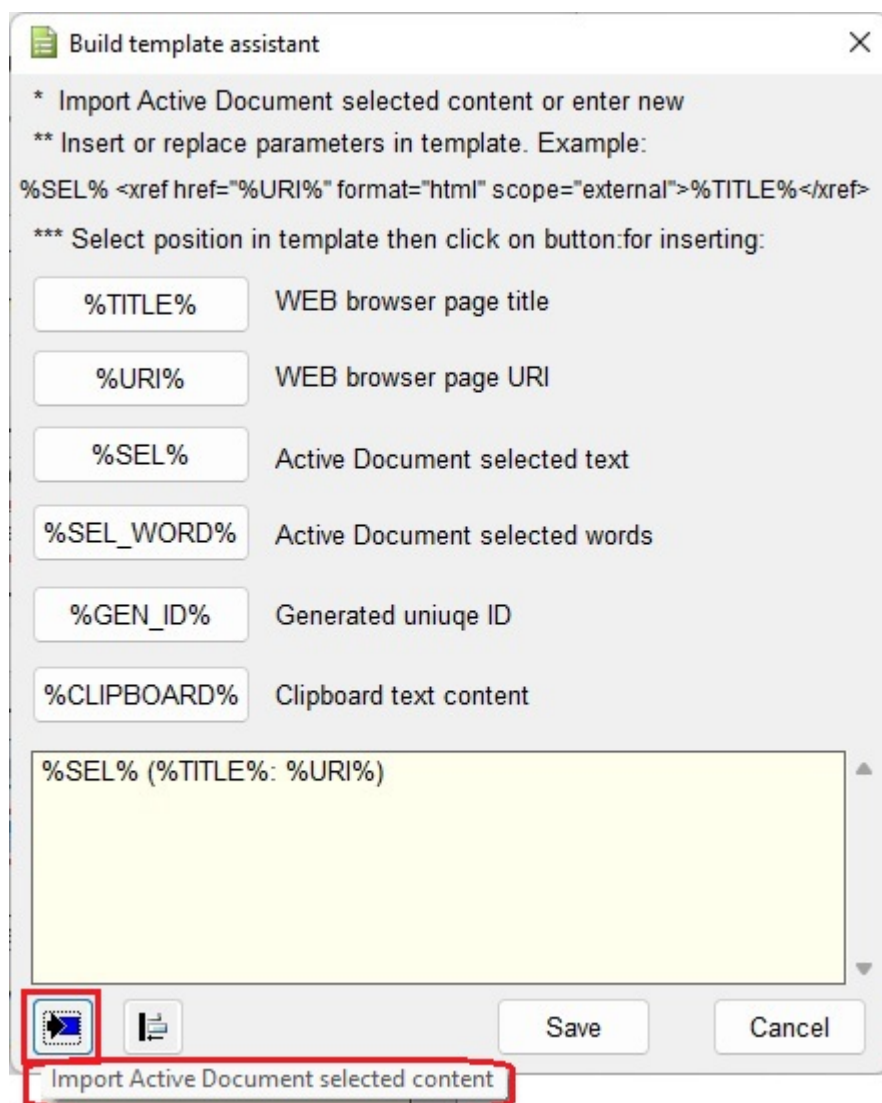 Build template assistant
* Import Active Document selected content or enter new
** Insert or replace parameters in template. Example:
%SEL% <xref href="%URI%" format="html" scope="external">%TITLE%</xref>
*** Select position in template then click on button:for inserting:
%TITLE% WEB browser page title
%URI% WEB browser page URI
%SEL% Active Document selected text
%SEL_WORD% Active Document selected words
%GEN_ID% Generated uniuqe ID
%CLIPBOARD% Clipboard text content
%SEL% (%TITLE%: %URI%)
Save Cancel
Import Active Document selected content